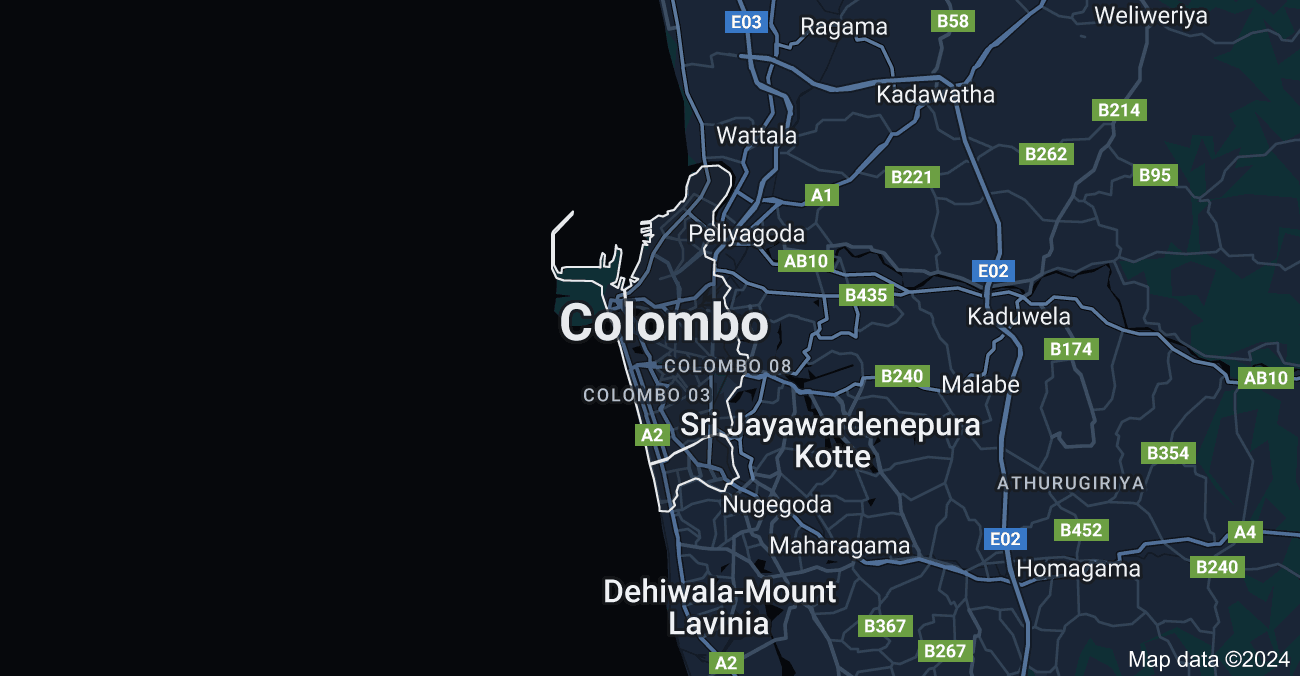 E03
Ragama
B58
Weliweriya
Kadawatha
B214
Wattala
B262
B221
B95
A1
Peliyagoda
AB10
E02
B435
Kaduwela
Colombo
B174
COLOMBO 08
B240
Malabe
AB10
COLOMBO 03
A2
Sri Jayawardenepura
Kotte
B354
ATHURUGIRIYA
Nugegoda
B452
A4
E02
Maharagama
Homagama
B240
Dehiwala-Mount
Lavinia
B367
B267
A2
Map data ©2024